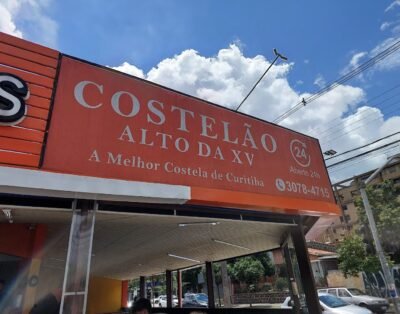 S
COSTELÃO
ALTO DA XV
A Melhor Costela de Curitiba
24
Aberto 24h
3078-4715